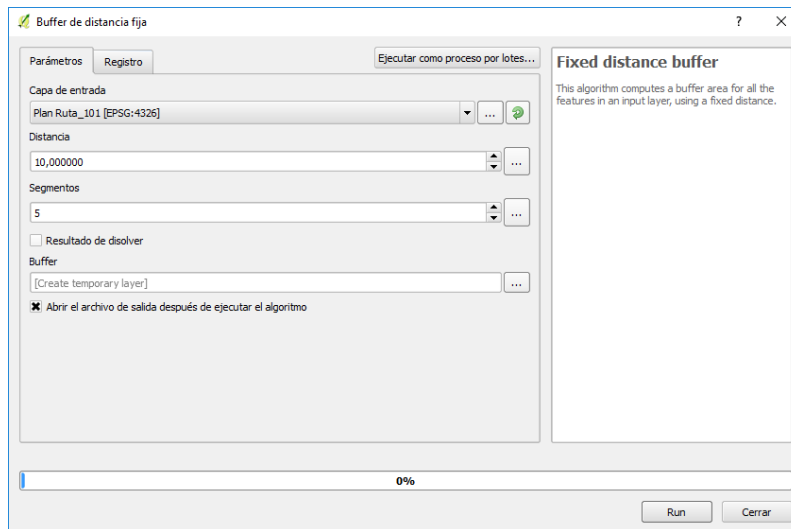 Buffer de distancia fija
Parámetros
Registro
Ejecutar como proceso por lotes...
Capa de entrada
Plan Ruta_101 [EPSG:4326]
...
Distancia
10,000000
...
Segmentos
5
...
Resultado de disolver
Buffer
[Create temporary layer]
...
Abrir el archivo de salida después de ejecutar el algoritmo
Fixed distance buffer
This algorithm computes a buffer area for all the
features in an input layer, using a fixed distance.
0%
Run
Cerrar